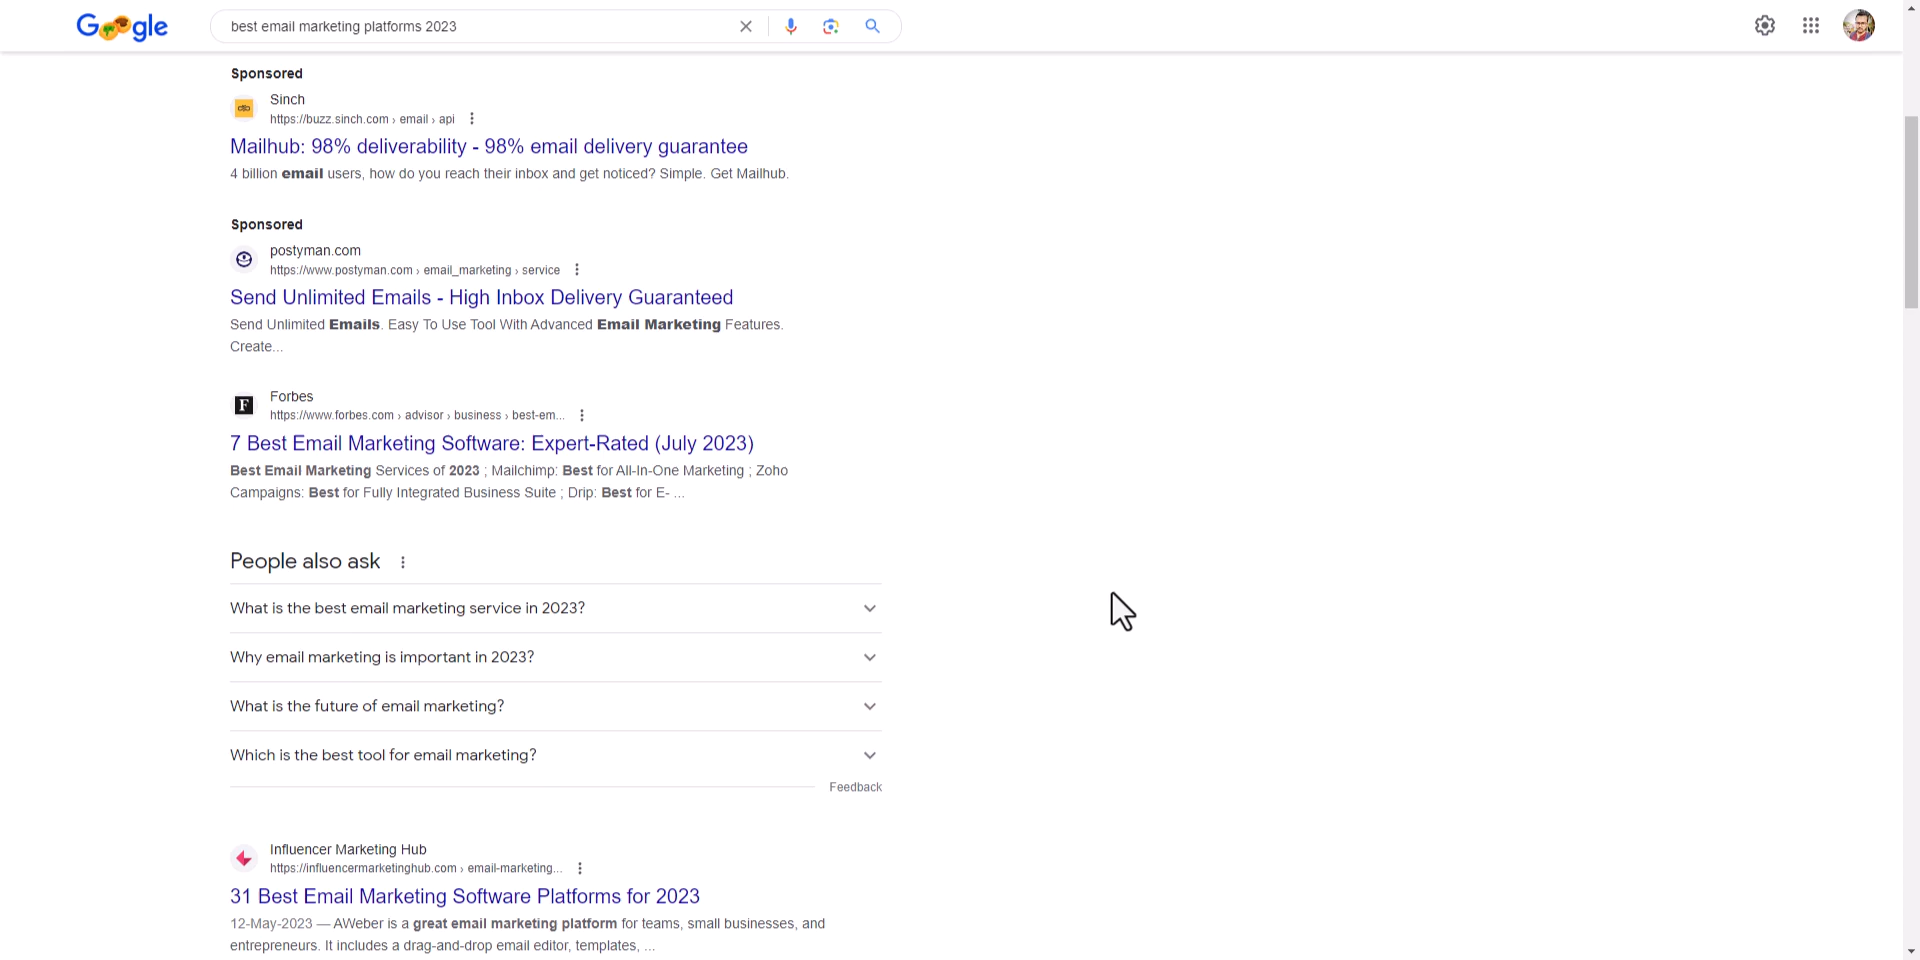 Google
best email marketing platforms 2023
Sponsored
Sinch
https://buzz.sinch.com › email › api
Mailhub: 98% deliverability - 98% email delivery guarantee
4 billion email users, how do you reach their inbox and get noticed? Simple. Get Mailhub.
Sponsored
postyman.com
https://www.postyman.com › email_marketing › service
Send Unlimited Emails - High Inbox Delivery Guaranteed
Send Unlimited Emails. Easy To Use Tool With Advanced Email Marketing Features.
Create...
Forbes
https://www.forbes.com › advisor › business › best-em...
7 Best Email Marketing Software: Expert-Rated (July 2023)
Best Email Marketing Services of 2023 ; Mailchimp: Best for All-In-One Marketing ; Zoho
Campaigns: Best for Fully Integrated Business Suite ; Drip: Best for E- ...
People also ask
What is the best email marketing service in 2023?
Why email marketing is important in 2023?
What is the future of email marketing?
Which is the best tool for email marketing?
Feedback
Influencer Marketing Hub
https://influencermarketinghub.com › email-marketing...
31 Best Email Marketing Software Platforms for 2023
12-May-2023 — AWeber is a great email marketing platform for teams, small businesses, and
entrepreneurs. It includes a drag-and-drop email editor, templates, ...